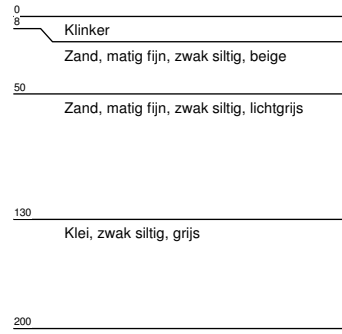 0
8
Klinker
Zand, matig fijn, zwak siltig, beige
50
Zand, matig fijn, zwak siltig, lichtgrijs
130
Klei, zwak siltig, grijs
200